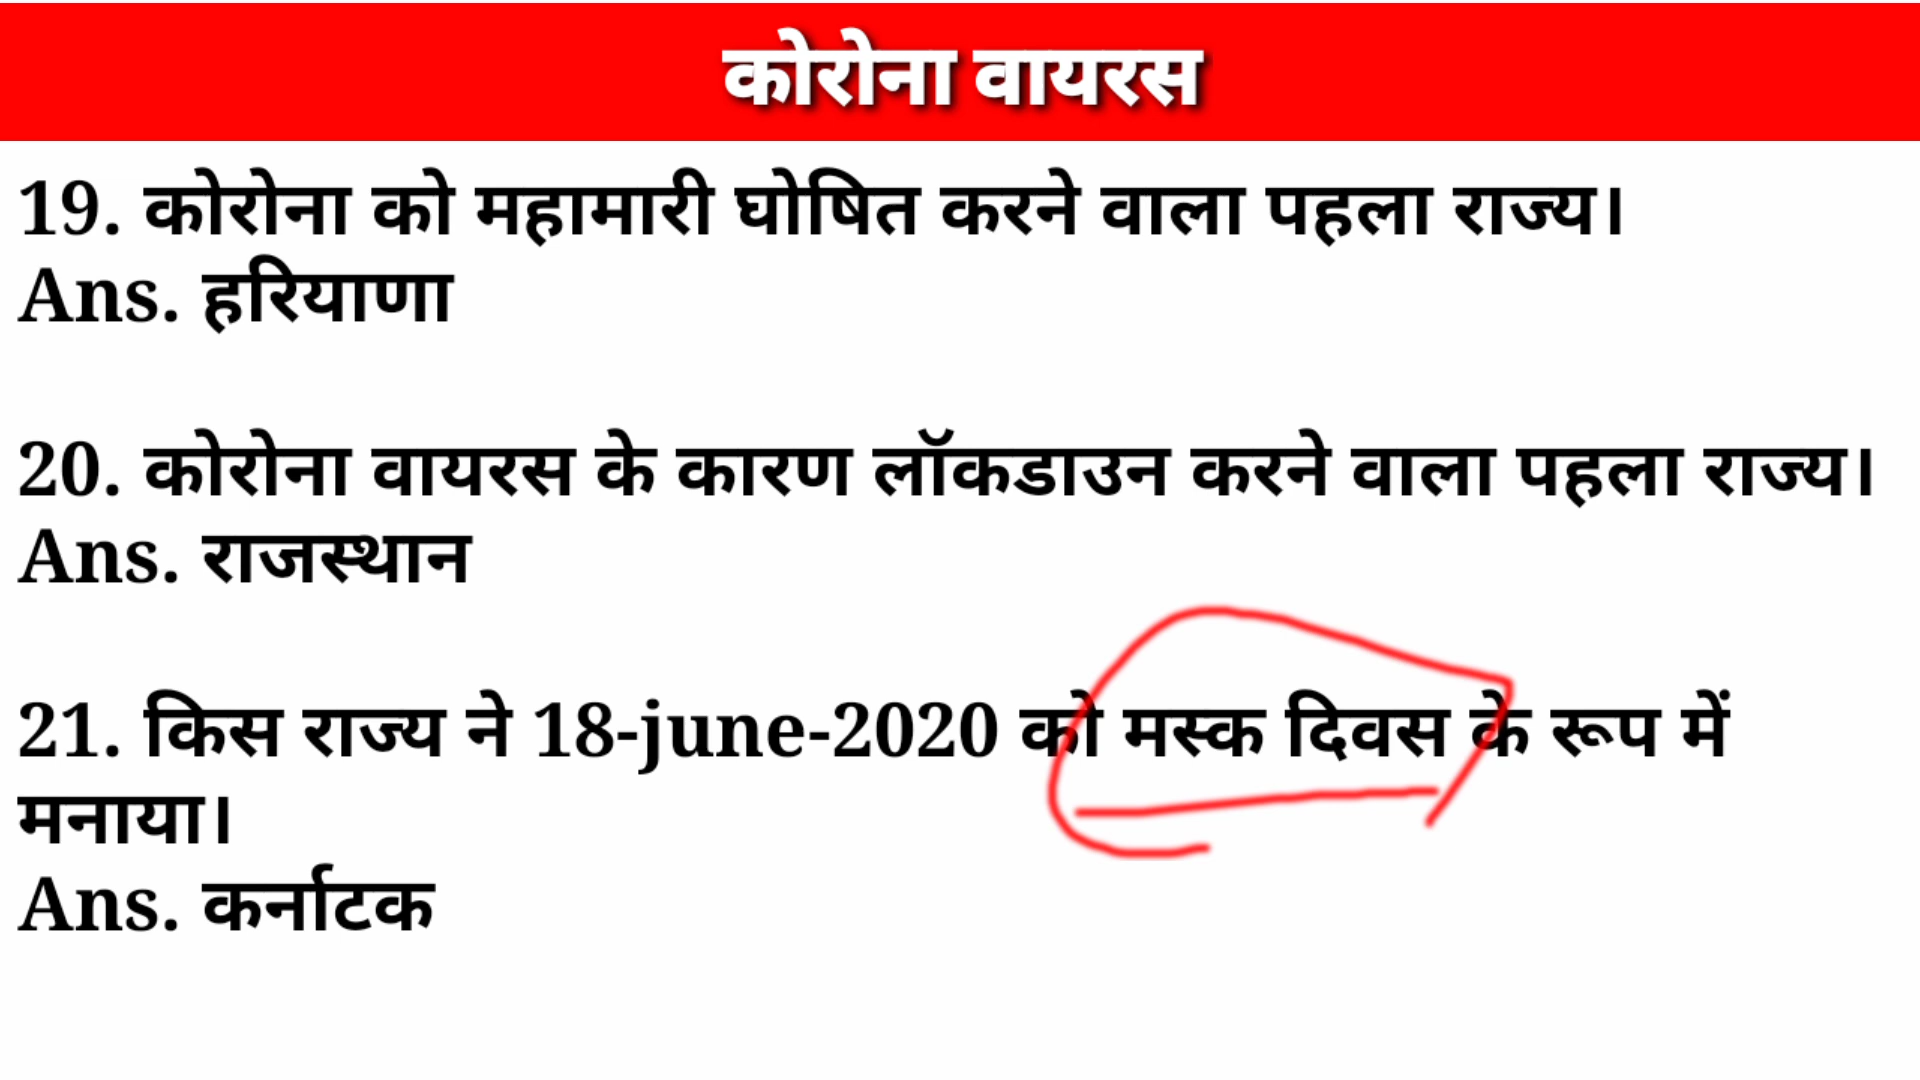 कोरोना वायरस
19. कोरोना को महामारी घोषित करने वाला पहला राज्य।
Ans. हरियाणा
20. कोरोना वायरस के कारण लॉकडाउन करने वाला पहला राज्य।
Ans. राजस्थान
21. किस राज्य ने 18-june-2020 को मस्क दिवस के रूप में
मनाया।
Ans. कर्नाटक